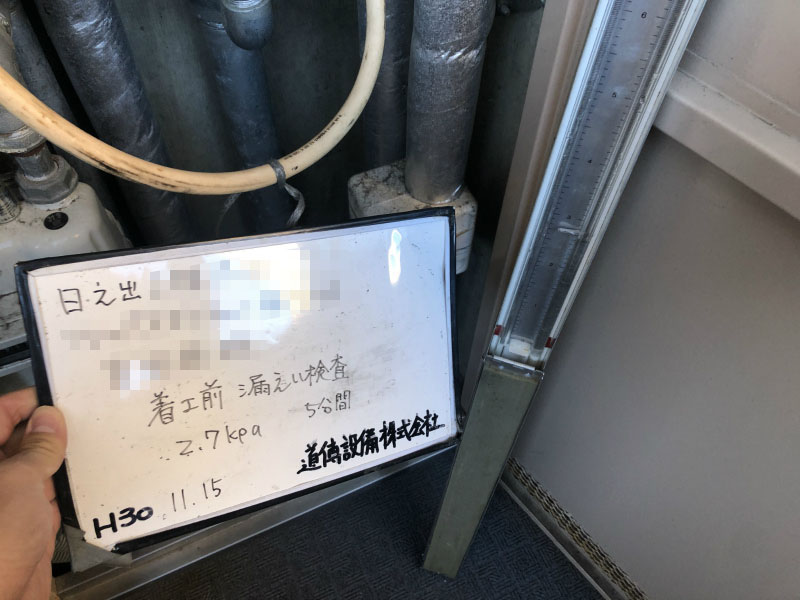 日之出
着工前 漏えい検査
2.7kpa 5分間
道傳設備株式会社
H30 11.15